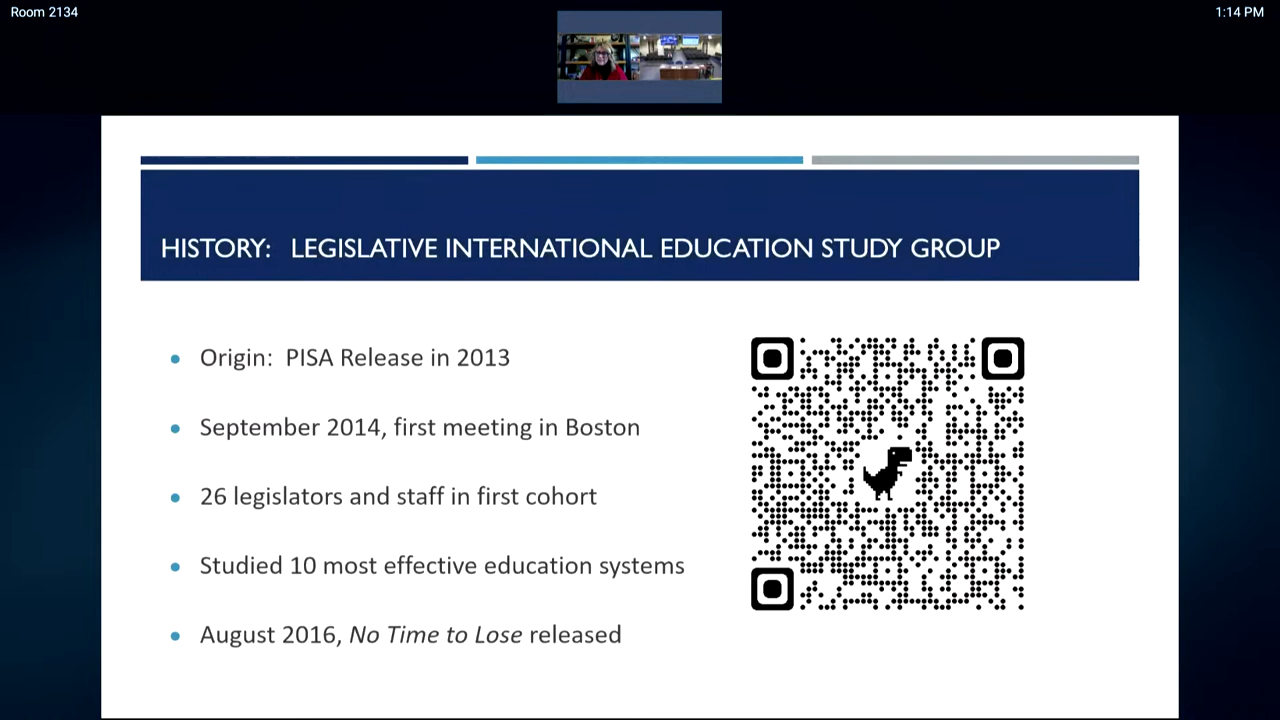 Room 2134
1:14 PM
HISTORY: LEGISLATIVE INTERNATIONAL EDUCATION STUDY GROUP
• Origin: PISA Release in 2013
• September 2014, first meeting in Boston
• 26 legislators and staff in first cohort
• Studied 10 most effective education systems
• August 2016, No Time to Lose released